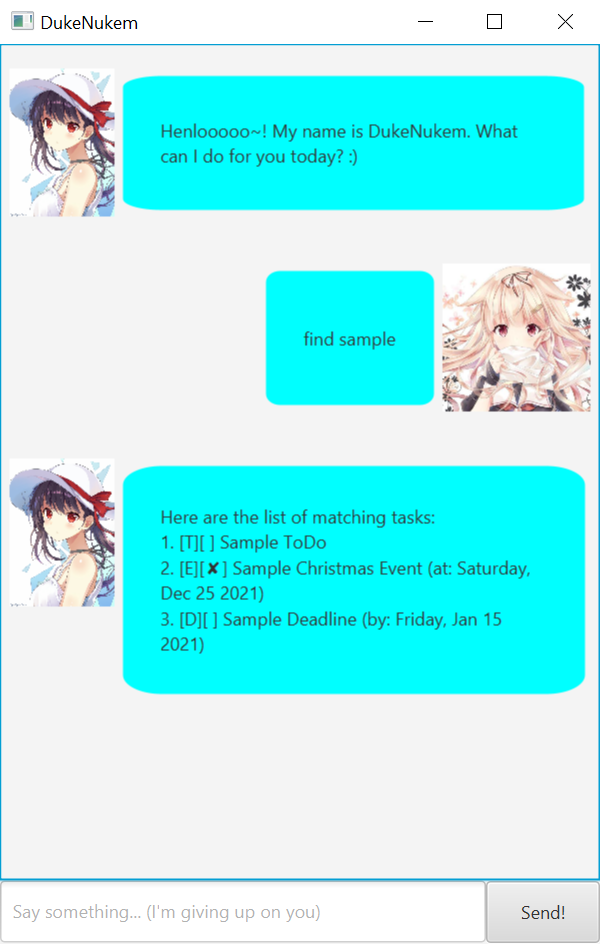 DukeNukem
Henlooooo~! My name is DukeNukem. What
can I do for you today? :)
find sample
Here are the list of matching tasks:
1. [T][ ] Sample ToDo
2. [E][✘] Sample Christmas Event (at: Saturday,
Dec 25 2021)
3. [D][ ] Sample Deadline (by: Friday, Jan 15
2021)
Say something... (I'm giving up on you)
Send!